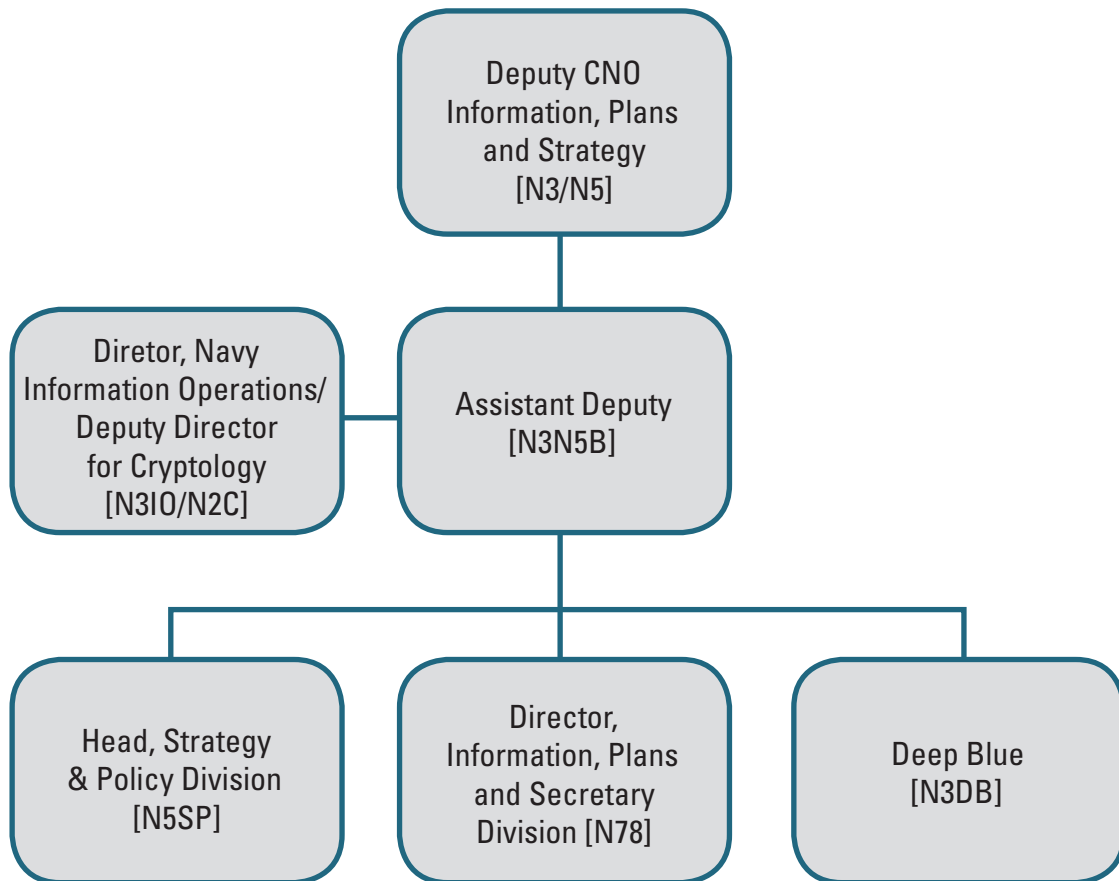 Deputy CNO
Information, Plans
and Strategy
[N3/N5]
Diretor, Navy
Information Operations/
Deputy Director
for Cryptology
[N3IO/N2C]
Assistant Deputy
[N3N5B]
Head, Strategy
& Policy Division
[N5SP]
Director,
Information, Plans
and Secretary
Division [N78]
Deep Blue
[N3DB]